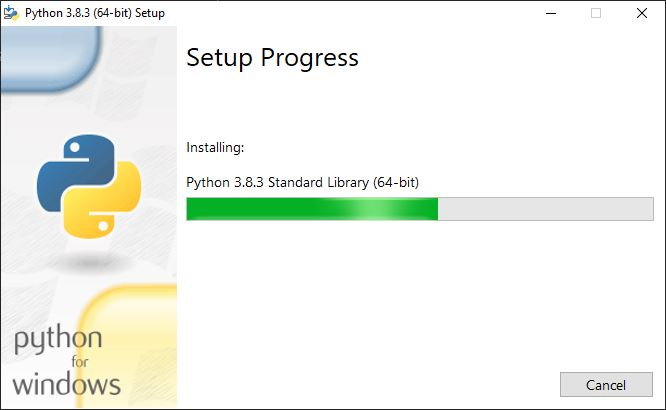 Python 3.8.3 (64-bit) Setup
Setup Progress
Installing:
Python 3.8.3 Standard Library (64-bit)
python
for
windows
Cancel